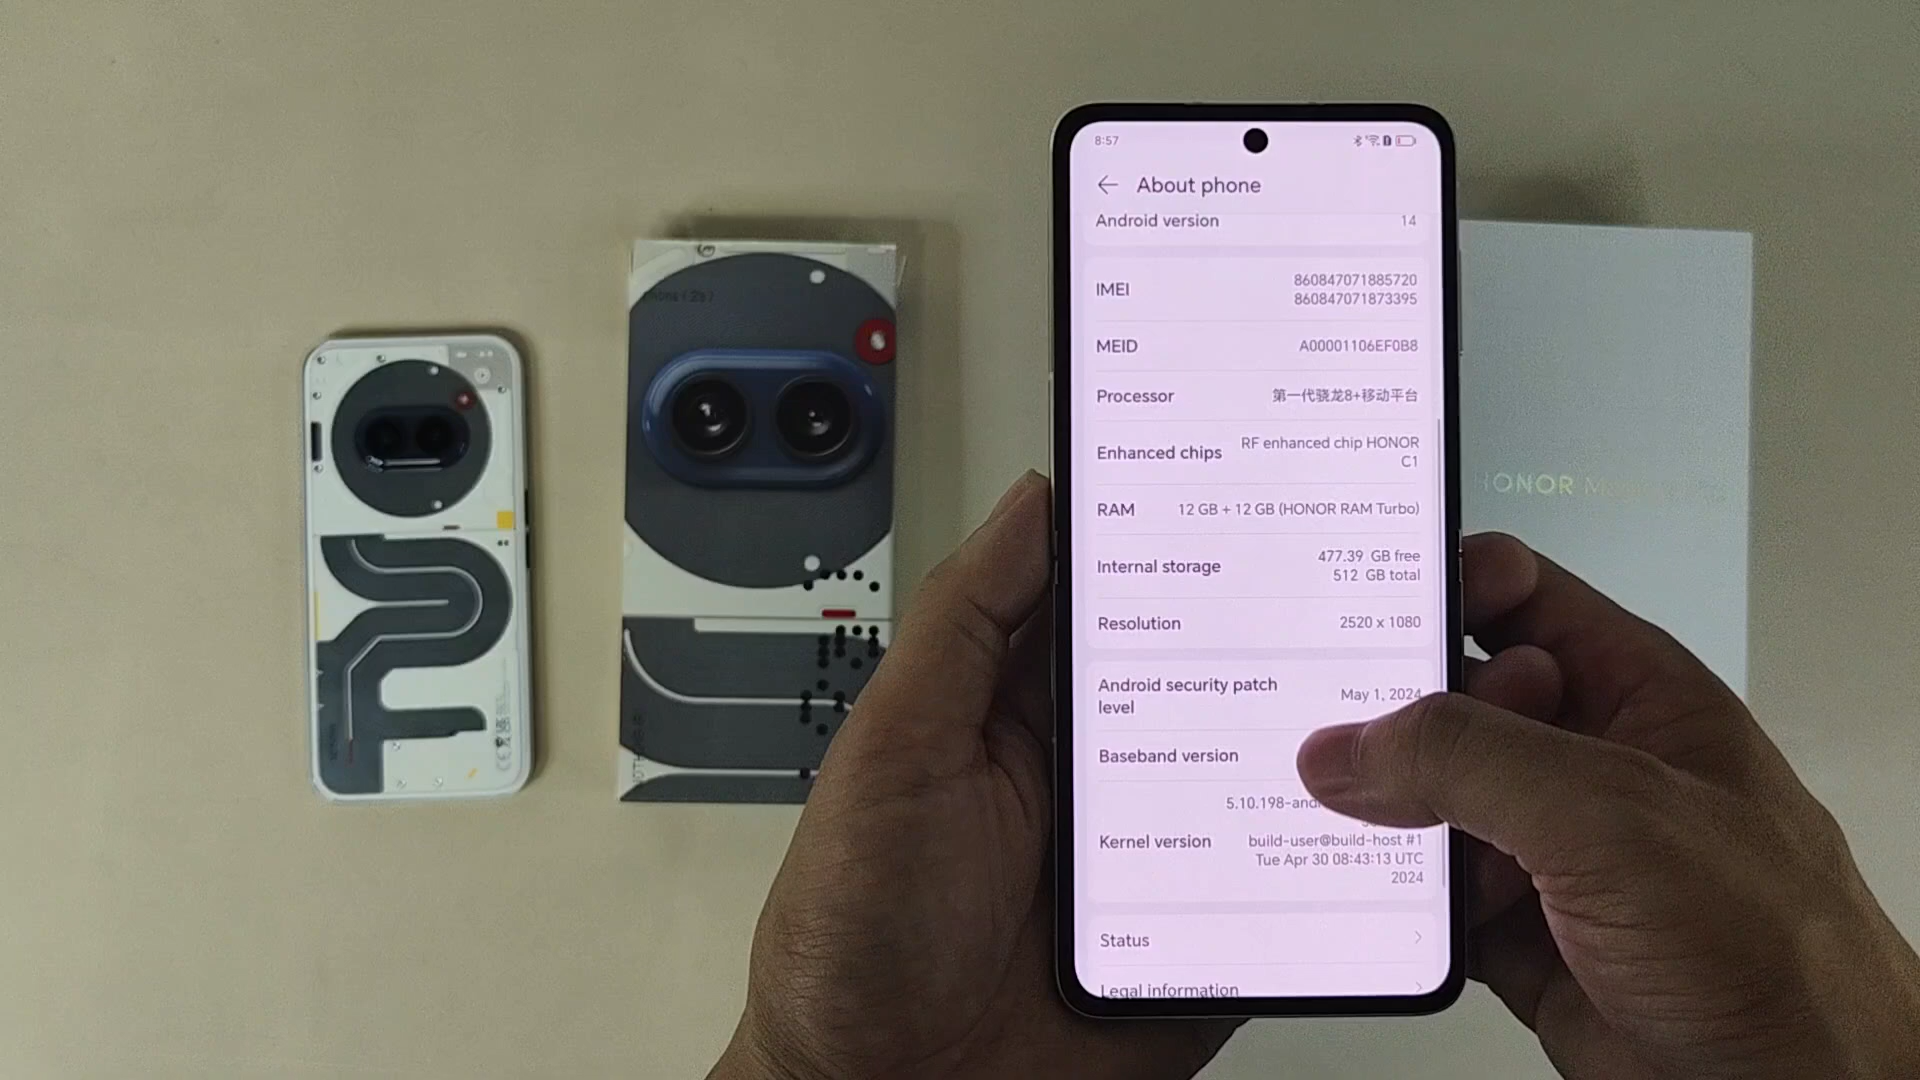 8:57
About phone
Android version 14
IMEI 860847071885720
860847071873395
MEID A00001106EF0B8
Processor 第一代骁龙8+移动平台
Enhanced chips RF enhanced chip HONOR
C1
RAM 12 GB + 12 GB (HONOR RAM Turbo)
Internal storage 477.39 GB free
512 GB total
Resolution 2520 x 1080
Android security patch
level May 1, 2024
Baseband version
5.10.198-and
Kernel version build-user@build-host #1
Tue Apr 30 08:43:13 UTC
2024
Status
Legal information
HONOR